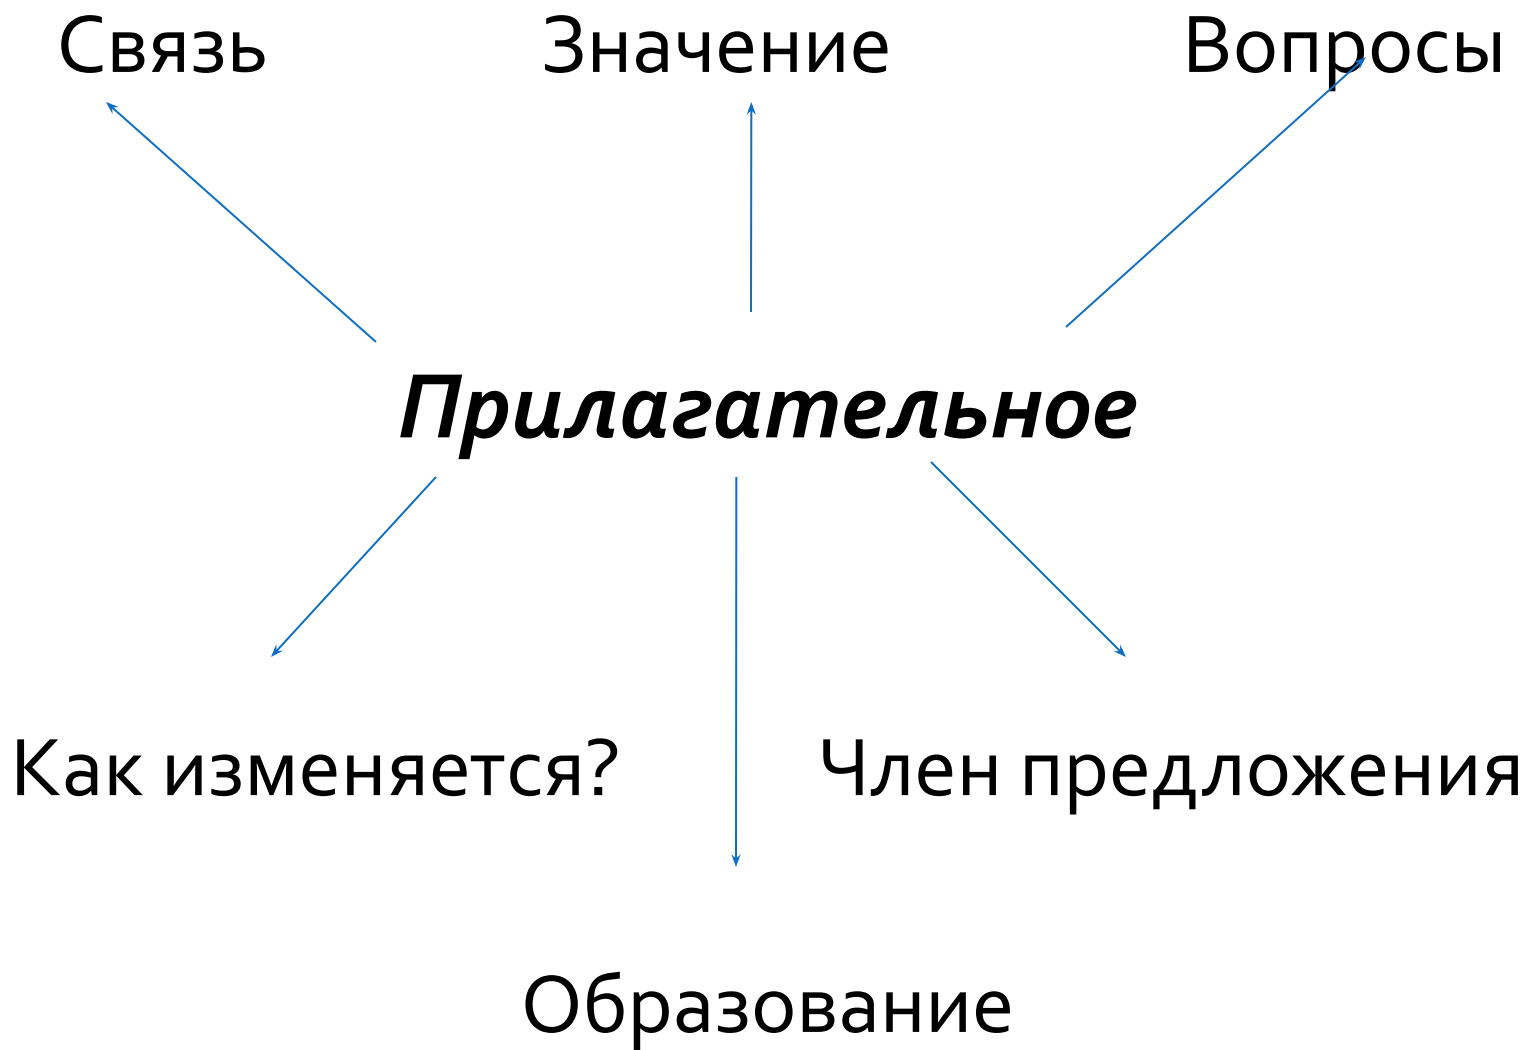 Связь
Значение
Вопросы
Прилагательное
Как изменяется?
Член предложения
Образование